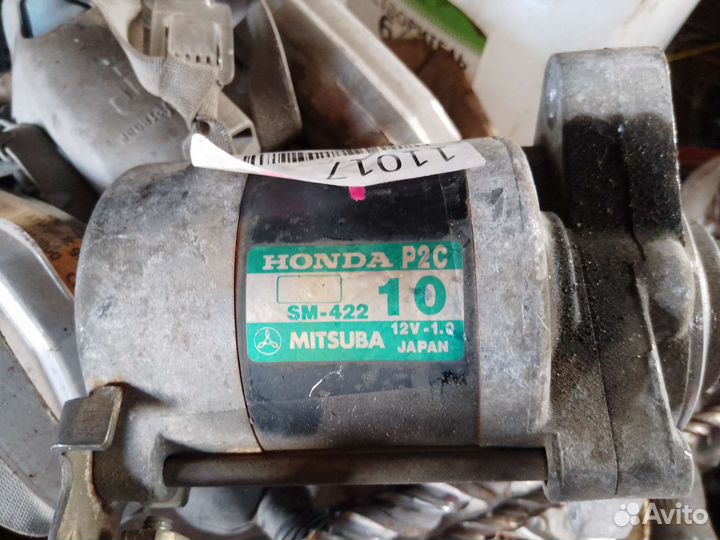 11017
HONDA P2C
10
SM-422
12V-1.0
MITSUBA
JAPAN
Avito